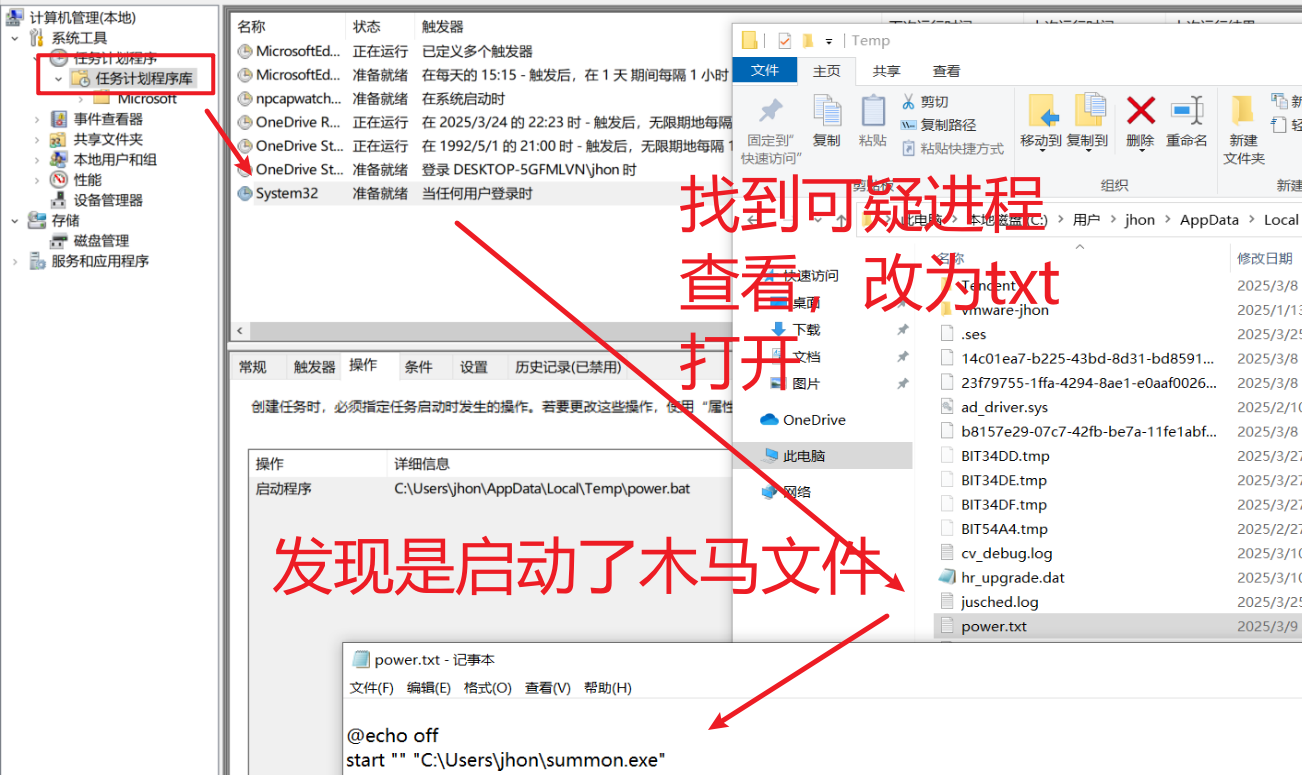 计算机管理(本地)
系统工具
任务计划程序
任务计划程序库
Microsoft
事件查看器
共享文件夹
本地用户和组
性能
设备管理器
存储
磁盘管理
服务和应用程序
名称 状态 触发器
MicrosoftEd... 正在运行 已定义多个触发器
MicrosoftEd... 准备就绪 在每天的 15:15 - 触发后，在 1 天 期间每隔 1 小时
npcapwatch... 准备就绪 在系统启动时
OneDrive R... 正在运行 在 2025/3/24 的 22:23 时 - 触发后，无限期地每隔
OneDrive St... 准备就绪 在 1992/5/1 的 21:00 时 - 触发后，无限期地每隔 1
OneDrive St... 准备就绪 登录 DESKTOP-5GFMLVN\jhon 时
System32 准备就绪 当任何用户登录时
常规 触发器 操作 条件 设置 历史记录(已禁用)
创建任务时，必须指定任务启动时发生的操作。若要更改这些操作，使用“属性
操作 详细信息
启动程序 C:\Users\jhon\AppData\Local\Temp\power.bat
Temp
文件 主页 共享 查看
固定到"
快速访问"
复制
粘贴
剪切
复制路径
粘贴快捷方式
剪贴板
移动到 复制到 删除 重命名
组织
新建
文件夹
新建
此电脑 本地磁盘 (C:) 用户 jhon AppData Local
快速访问
桌面
下载
文档
图片
OneDrive
此电脑
网络
名称 修改日期
Tencent 2025/3/8
vmware-jhon 2025/1/13
.ses 2025/3/25
14c01ea7-b225-43bd-8d31-bd8591... 2025/3/8
23f79755-1ffa-4294-8ae1-e0aaf0026... 2025/3/8
ad_driver.sys 2025/2/10
b8157e29-07c7-42fb-be7a-11fe1abf... 2025/3/8
BIT34DD.tmp 2025/3/27
BIT34DE.tmp 2025/3/27
BIT34DF.tmp 2025/3/27
BIT54A4.tmp 2025/2/27
cv_debug.log 2025/3/10
hr_upgrade.dat 2025/3/10
jusched.log 2025/3/25
power.txt 2025/3/9
找到可疑进程
查看，改为txt
打开
发现是启动了木马文件
power.txt - 记事本
文件(F) 编辑(E) 格式(O) 查看(V) 帮助(H)
@echo off
start "" "C:\Users\jhon\summon.exe"